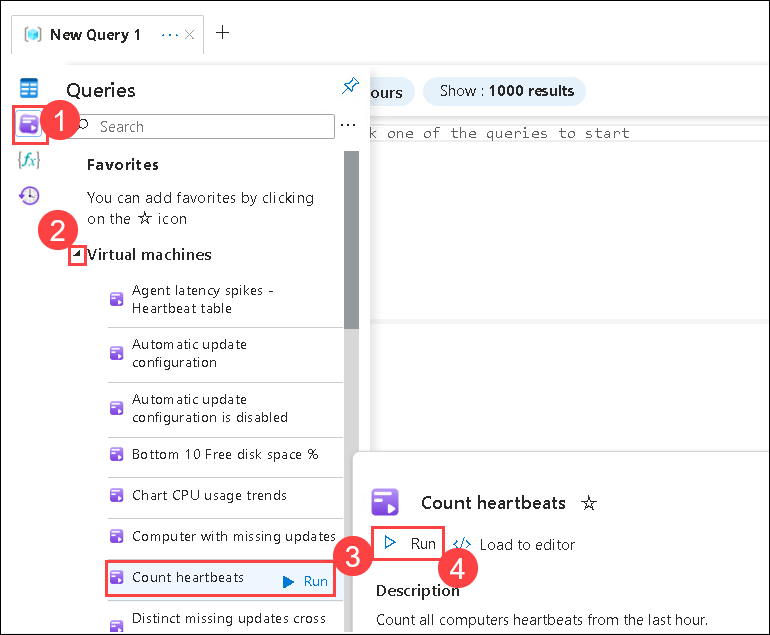 New Query 1
Queries
ours
Show : 1000 results
1
Search
k one of the queries to start
Favorites
You can add favorites by clicking
on the ☆ icon
2
Virtual machines
Agent latency spikes -
Heartbeat table
Automatic update
configuration
Automatic update
configuration is disabled
Bottom 10 Free disk space %
Chart CPU usage trends
Computer with missing updates
Count heartbeats
Run
Distinct missing updates cross
Count heartbeats
3
Run
Load to editor
4
Description
Count all computers heartbeats from the last hour.